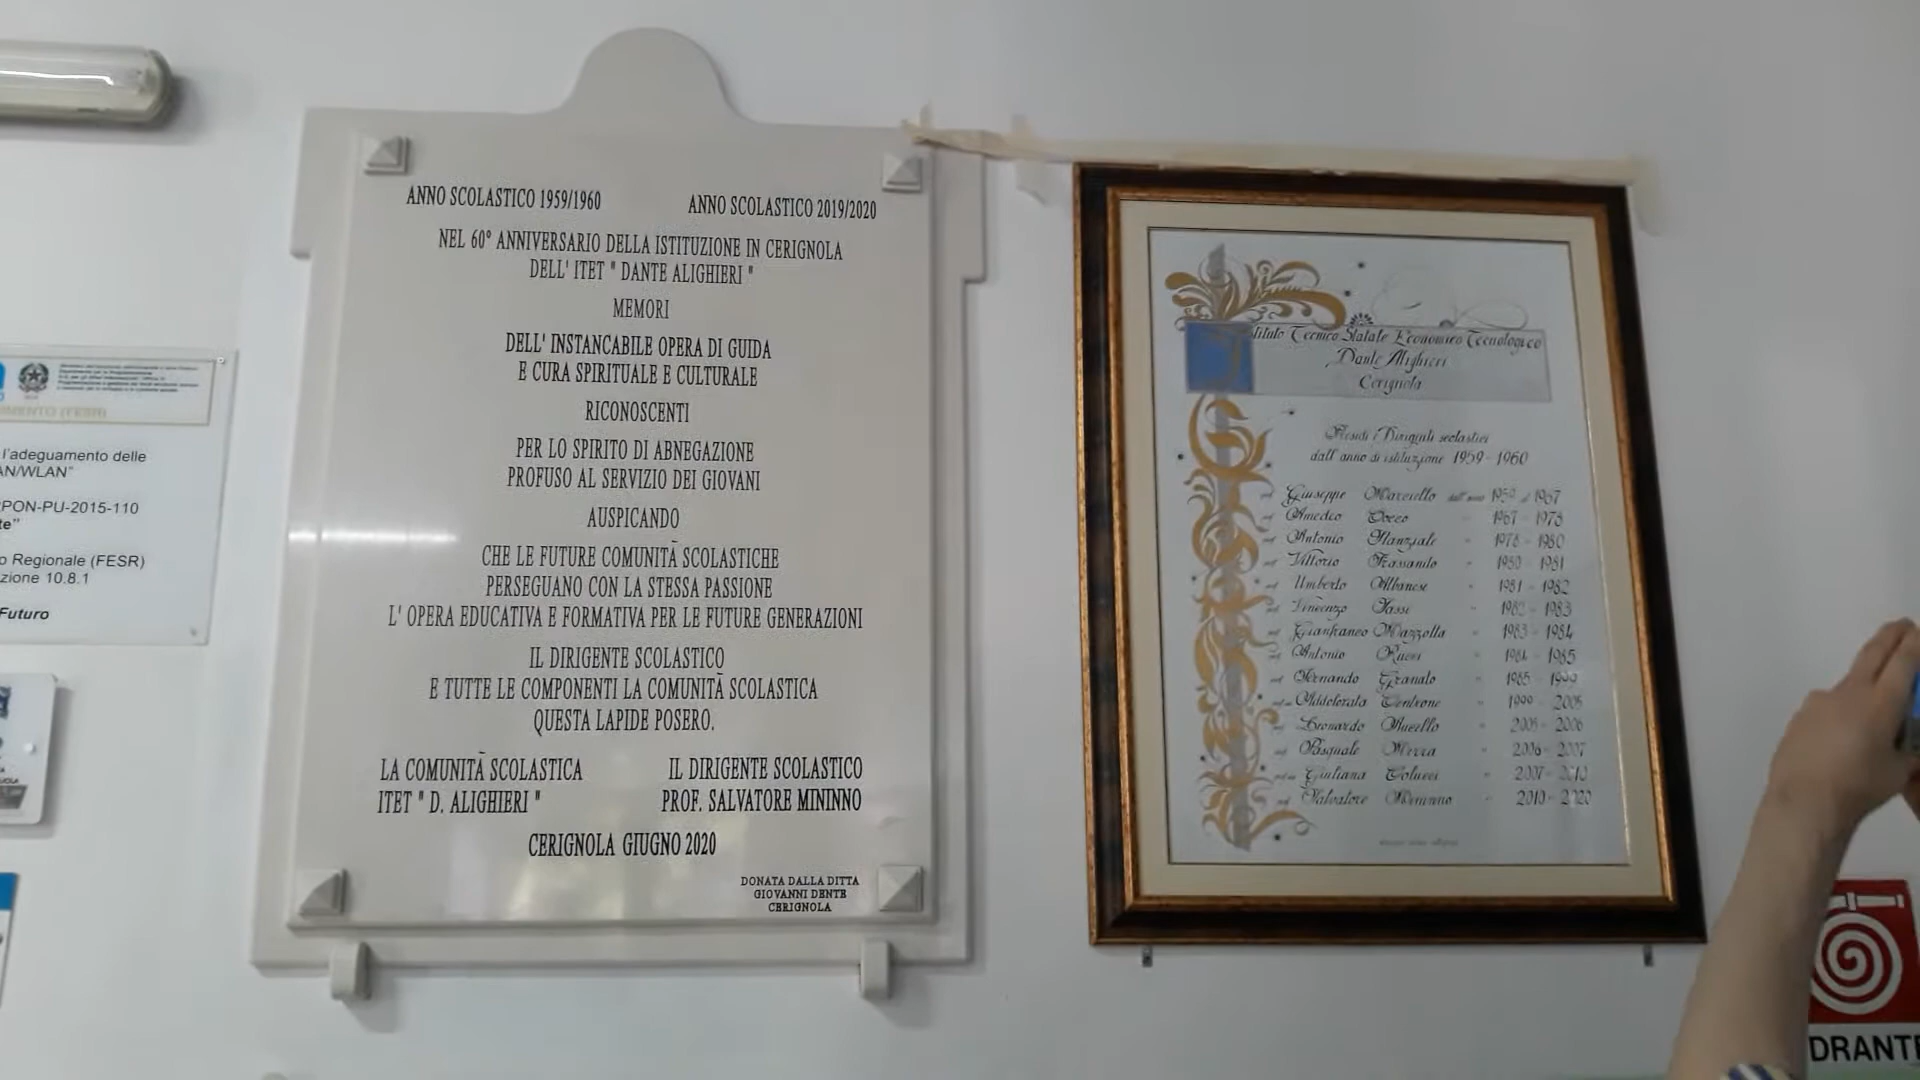 ANNO SCOLASTICO 1959/1960 ANNO SCOLASTICO 2019/2020
NEL 60° ANNIVERSARIO DELLA ISTITUZIONE IN CERIGNOLA
DELL' ITET " DANTE ALIGHIERI "
MEMORI
DELL' INSTANCABILE OPERA DI GUIDA
E CURA SPIRITUALE E CULTURALE
RICONOSCENTI
PER LO SPIRITO DI ABNEGAZIONE
PROFUSO AL SERVIZIO DEI GIOVANI
AUSPICANDO
CHE LE FUTURE COMUNITÀ SCOLASTICHE
PERSEGUANO CON LA STESSA PASSIONE
L' OPERA EDUCATIVA E FORMATIVA PER LE FUTURE GENERAZIONI
IL DIRIGENTE SCOLASTICO
E TUTTE LE COMPONENTI LA COMUNITÀ SCOLASTICA
QUESTA LAPIDE POSERO.
LA COMUNITÀ SCOLASTICA IL DIRIGENTE SCOLASTICO
ITET " D. ALIGHIERI " PROF. SALVATORE MININNO
CERIGNOLA GIUGNO 2020
DONATA DALLA DITTA
GIOVANNI DENTE
CERIGNOLA
Istituto Tecnico Statale Economico Tecnologico
Dante Alighieri
Cerignola
Presidi e Dirigenti scolastici
dall'anno di istituzione 1959 - 1960
Giuseppe 1959 al 1967
Amedeo 1967 - 1978
Antonio 1978 - 1980
Vittorio 1980 - 1981
Umberto Albanese 1981 - 1982
Vincenzo 1982 - 1983
Gianfranco Mazzolla 1983 - 1984
Antonio 1984 - 1985
Fernando Granato 1985 - 1999
Addolorata 1999 - 2005
Leonardo 2005 - 2006
Pasquale 2006 - 2007
Giuliana Colucci 2007 - 2010
Salvatore Mininno 2010 - 2020
l'adeguamento delle
AN/WLAN"
PON-PU-2015-110
o Regionale (FESR)
zione 10.8.1
Futuro
DRANTE